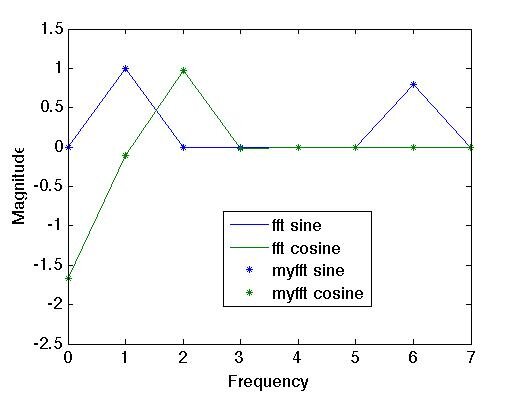 1.5
1
0.5
0
-0.5
-1
-1.5
-2
-2.5
Magnitude
fft sine
fft cosine
myfft sine
myfft cosine
0 1 2 3 4 5 6 7
Frequency